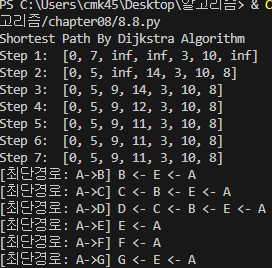 PS C:\Users\cmk45\Desktop\알고리즘> & C
고리즘/chapter08/8.8.py
Shortest Path By Dijkstra Algorithm
Step 1:  [0, 7, inf, inf, 3, 10, inf]
Step 2:  [0, 5, inf, 14, 3, 10, 8]
Step 3:  [0, 5, 9, 14, 3, 10, 8]
Step 4:  [0, 5, 9, 12, 3, 10, 8]
Step 5:  [0, 5, 9, 11, 3, 10, 8]
Step 6:  [0, 5, 9, 11, 3, 10, 8]
Step 7:  [0, 5, 9, 11, 3, 10, 8]
[최단경로: A->B] B <- E <- A
[최단경로: A->C] C <- B <- E <- A
[최단경로: A->D] D <- C <- B <- E <- A
[최단경로: A->E] E <- A
[최단경로: A->F] F <- A
[최단경로: A->G] G <- E <- A